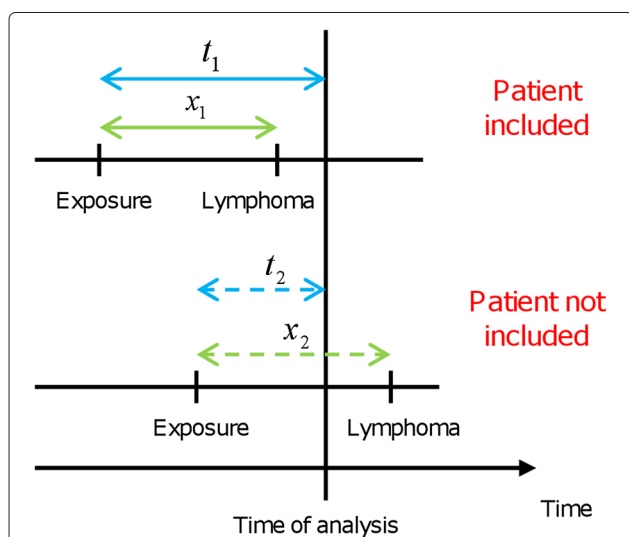 t1
x1
Patient
included
Exposure
Lymphoma
t2
x2
Patient not
included
Exposure
Lymphoma
Time
Time of analysis